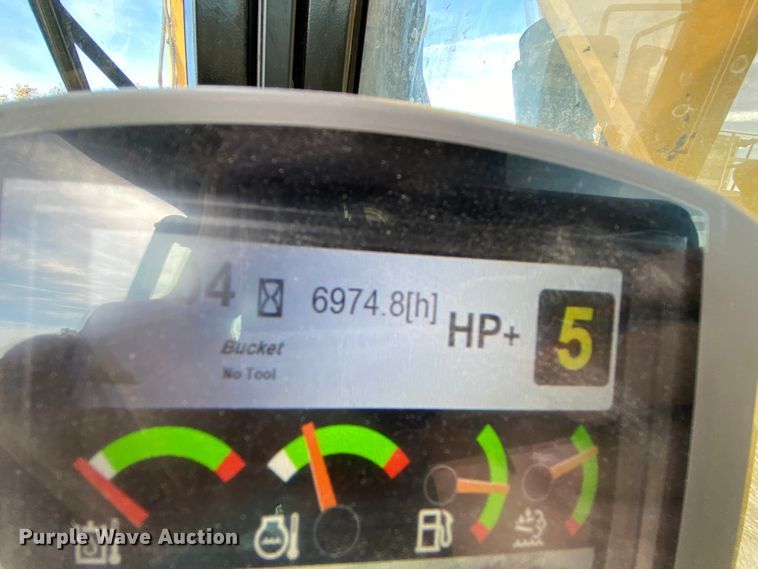 4 6974.8[h]
HP+ 5
Bucket
No Tool
Purple Wave Auction